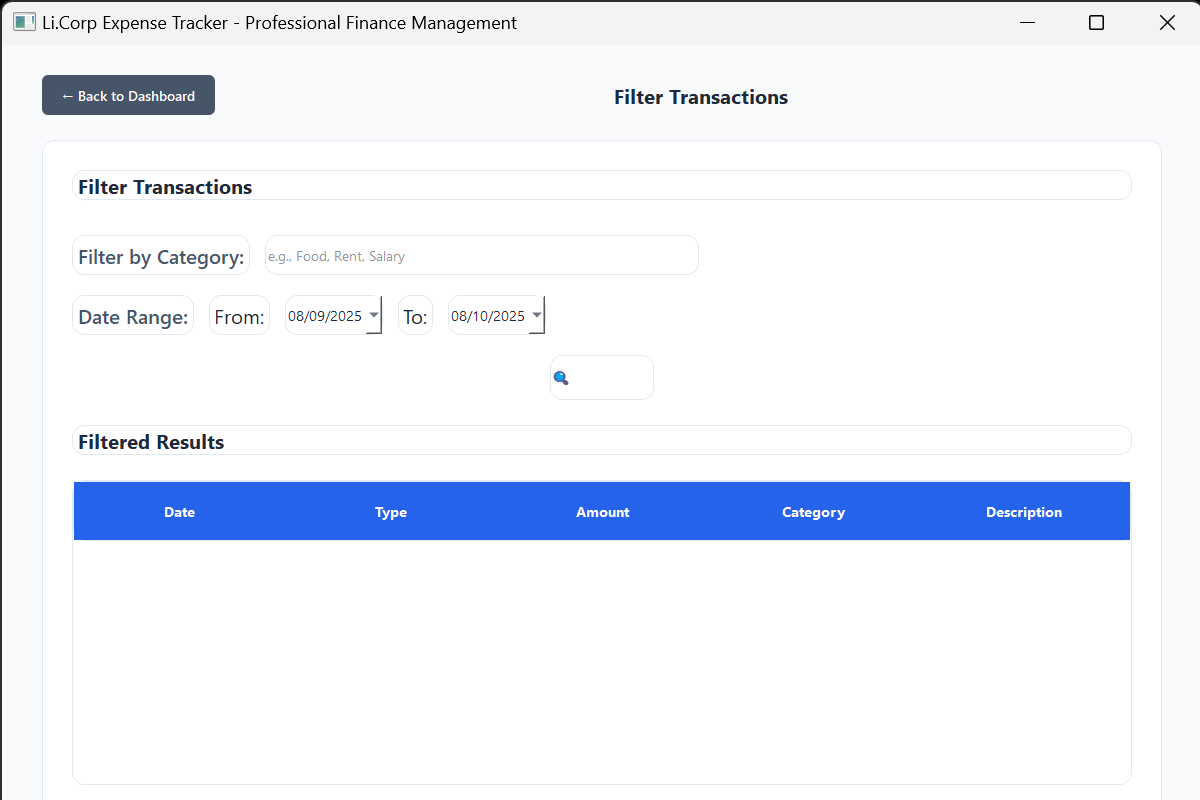 Li.Corp Expense Tracker - Professional Finance Management
← Back to Dashboard
Filter Transactions
Filter Transactions
Filter by Category: e.g., Food, Rent, Salary
Date Range: From: 08/09/2025 To: 08/10/2025
Filtered Results
Date Type Amount Category Description